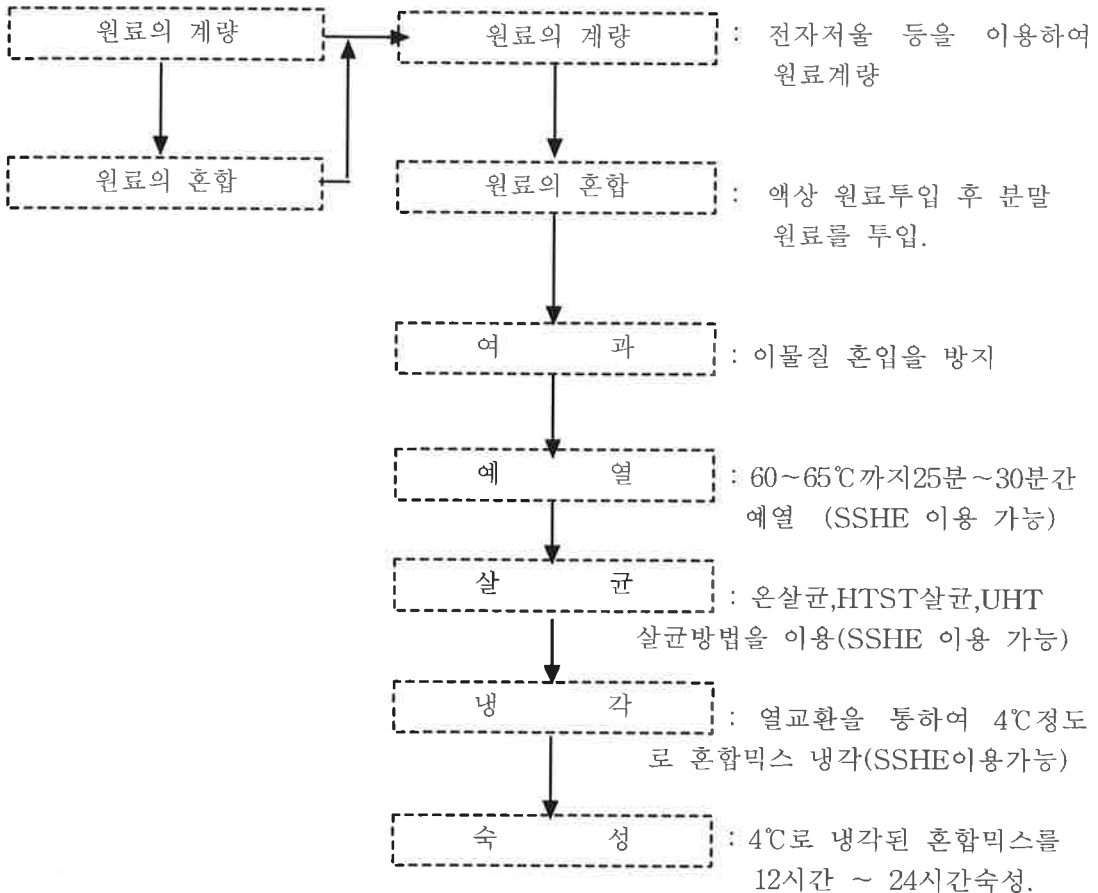 원료의 계량
원료의 혼합
원료의 계량 : 전자저울 등을 이용하여
원료계량
원료의 혼합 : 액상 원료투입 후 분말
원료를 투입.
여 과 : 이물질 혼입을 방지
예 열 : 60~65℃까지25분~30분간
예열 (SSHE 이용 가능)
살 균 : 온살균,HTST살균,UHT
살균방법을 이용(SSHE 이용 가능)
냉 각 : 열교환을 통하여 4℃정도
로 혼합믹스 냉각(SSHE이용가능)
숙 성 : 4℃로 냉각된 혼합믹스를
12시간 ~ 24시간숙성.